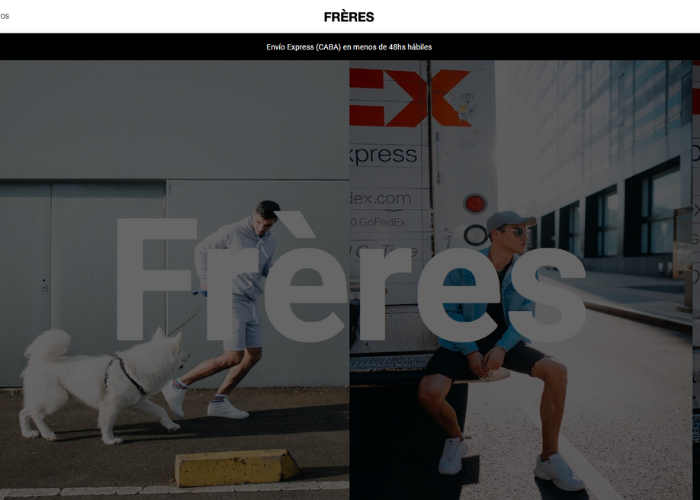 OS
FRÈRES
Envío Express (CABA) en menos de 48hs hábiles
EX
xpress
dex.com
0.GoFedEx
Frères